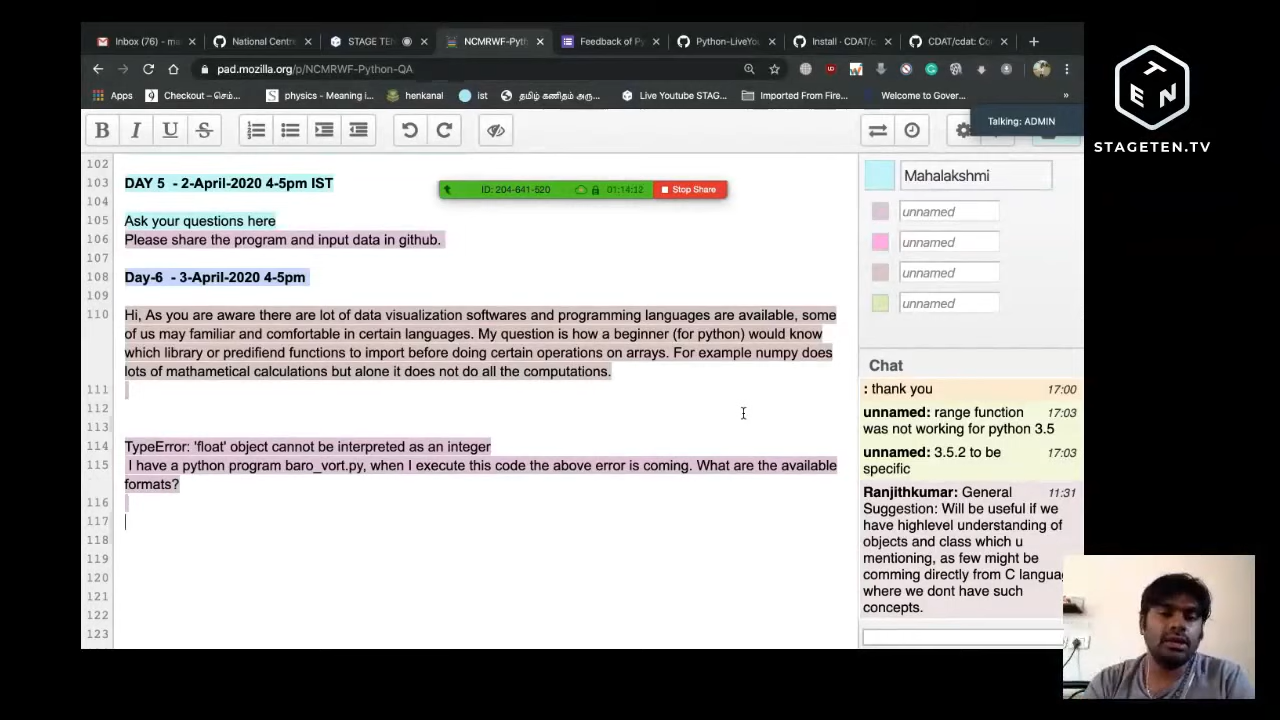 Inbox (76) - m
National Centr
STAGE TEN
NCMRWF-Pyth
Feedback of Py
Python-LiveYou
Install · CDAT/c
CDAT/cdat: Co
pad.mozilla.org/p/NCMRWF-Python-QA
Apps
Checkout – செய்...
physics - Meaning i...
henkanal
ist
தமிழ் கணிதம் அரு...
Live Youtube STAG...
Imported From Firef...
Welcome to Gover...
»
Talking: ADMIN
B I U S
ID: 204-641-520
01:14:12
Stop Share
102
103 DAY 5 - 2-April-2020 4-5pm IST
104
105 Ask your questions here
106 Please share the program and input data in github.
107
108 Day-6 - 3-April-2020 4-5pm
109
110 Hi, As you are aware there are lot of data visualization softwares and programming languages are available, some
of us may familiar and comfortable in certain languages. My question is how a beginner (for python) would know
which library or predifiend functions to import before doing certain operations on arrays. For example numpy does
lots of mathametical calculations but alone it does not do all the computations.
111
112
113
114 TypeError: 'float' object cannot be interpreted as an integer
115 I have a python program baro_vort.py, when I execute this code the above error is coming. What are the available
formats?
116
117
118
119
120
121
122
123
Mahalakshmi
unnamed
unnamed
unnamed
unnamed
Chat
: thank you 17:00
unnamed: range function 17:03
was not working for python 3.5
unnamed: 3.5.2 to be 17:03
specific
Ranjithkumar: General 11:31
Suggestion: Will be useful if we
have highlevel understanding of
objects and class which u
mentioning, as few might be
comming directly from C langua
where we dont have such
concepts.
T
EN
STAGETEN.TV